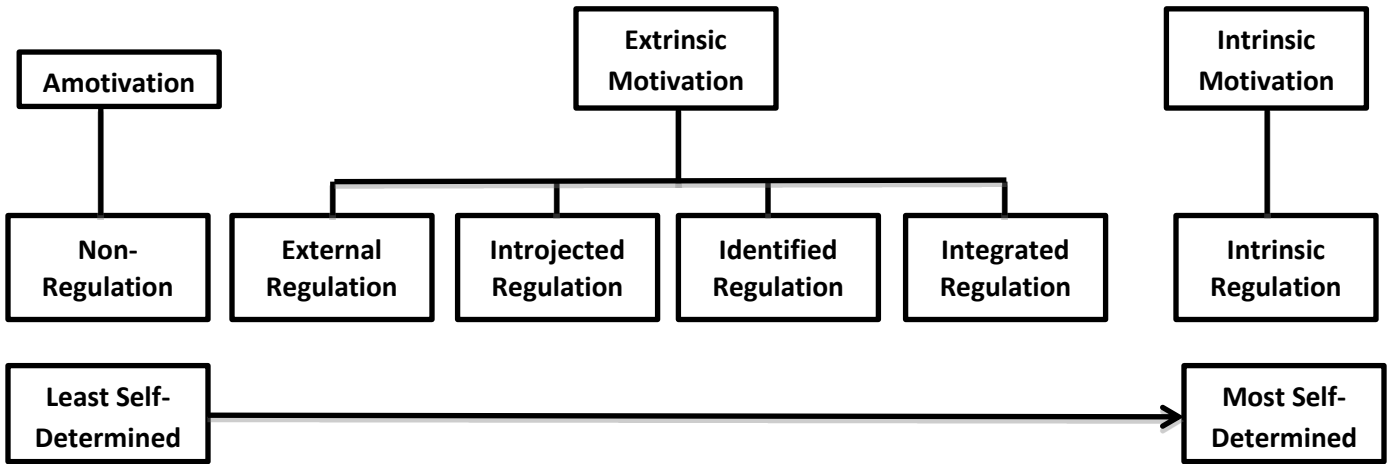 Amotivation
Extrinsic
Motivation
Intrinsic
Motivation
Non-
Regulation
External
Regulation
Introjected
Regulation
Identified
Regulation
Integrated
Regulation
Intrinsic
Regulation
Least Self-
Determined
Most Self-
Determined